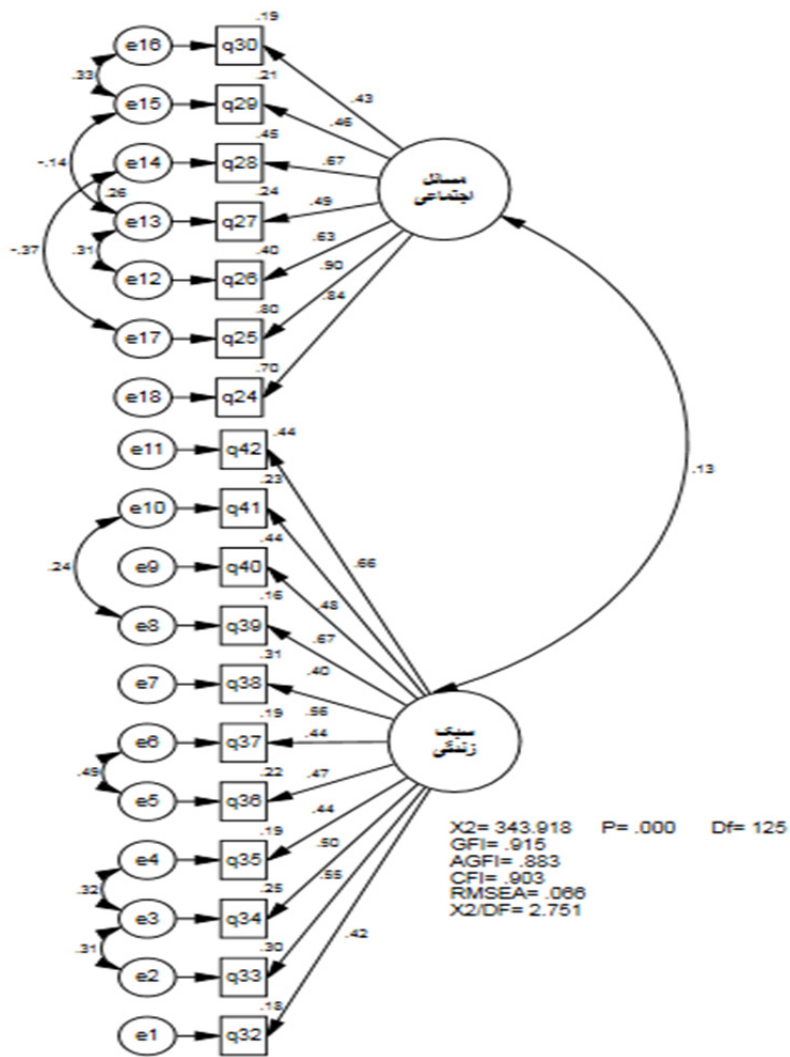 .19
e16 q30
.33 .21 .43
e15 q29 .46
.45
-.14 e14 q28 .67
.26 .24 .49
مسائل
اجتماعی
e13 q27
-.37 .31 .40 .63
e12 q26 .90
.80 .84
e17 q25
.70
e18 q24
.44
e11 q42
.23 .13
e10 q41
.44
.24 e9 q40 .66
.16 .48
e8 q39 .67
.31 .40
e7 q38
.19 .56
سبک
زندگی
e6 q37 .44
.49 .22 .47
e5 q36
.19 .44
X2= 343.918 P= .000 Df= 125
GFI= .915
AGFI= .883
CFI= .903
RMSEA= .066
X2/DF= 2.751
e4 q35 .50
.32 .25 .55
e3 q34
.31 .30 .42
e2 q33
.18
e1 q32